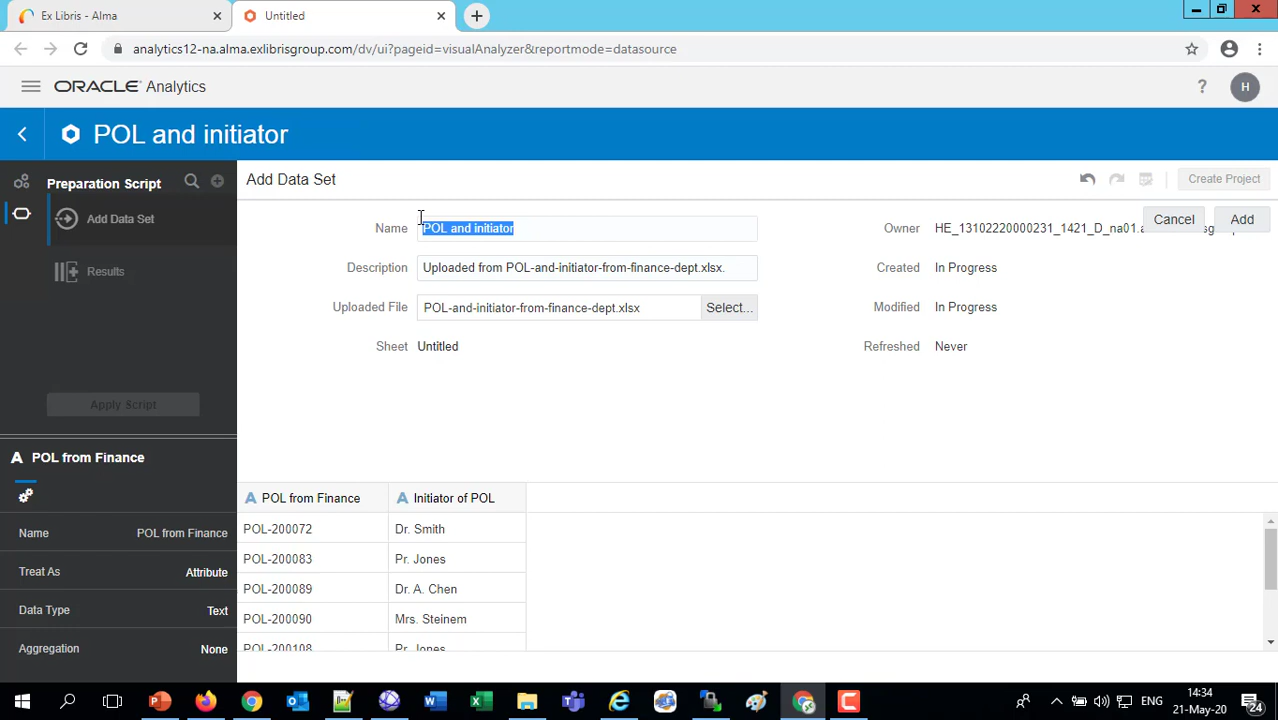 Ex Libris - Alma
Untitled
analytics12-na.alma.exlibrisgroup.com/dv/ui?pageid=visualAnalyzer&reportmode=datasource
ORACLE Analytics
?
H
POL and initiator
Preparation Script
Add Data Set
Create Project
Add Data Set
Name POL and initiator
Owner HE_13102220000231_1421_D_na01.
Cancel
Add
Description Uploaded from POL-and-initiator-from-finance-dept.xlsx.
Created In Progress
Results
Uploaded File POL-and-initiator-from-finance-dept.xlsx Select...
Modified In Progress
Sheet Untitled
Refreshed Never
Apply Script
A POL from Finance
Name POL from Finance
Treat As Attribute
Data Type Text
Aggregation None
A POL from Finance A Initiator of POL
POL-200072 Dr. Smith
POL-200083 Pr. Jones
POL-200089 Dr. A. Chen
POL-200090 Mrs. Steinem
POL-200108 Pr. Jones
ENG
14:34
21-May-20
24